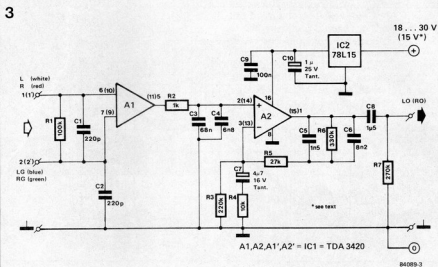 3
L (white)
R (red)
1(1')
6 (10)
7 (9)
A1
(11)5
R1
100k
C1
220p
2(2')
LG (blue)
RG (green)
C2
220p
R2
1k
C3
68n
C4
6n8
2(14)
3(13)
A2
(15)1
16
8
C9
100n
C10
1 µ
25 V
Tant.
IC2
78L15
18 ... 30 V
(15 V*)
C5
1n5
R6
330k
C6
8n2
R5
27k
C7
4µ7
16 V
Tant.
R3
220k
R4
10k
C8
1µ5
LO (RO)
R7
270k
* see text
A1,A2,A1',A2' = IC1 = TDA 3420
0
84089-3